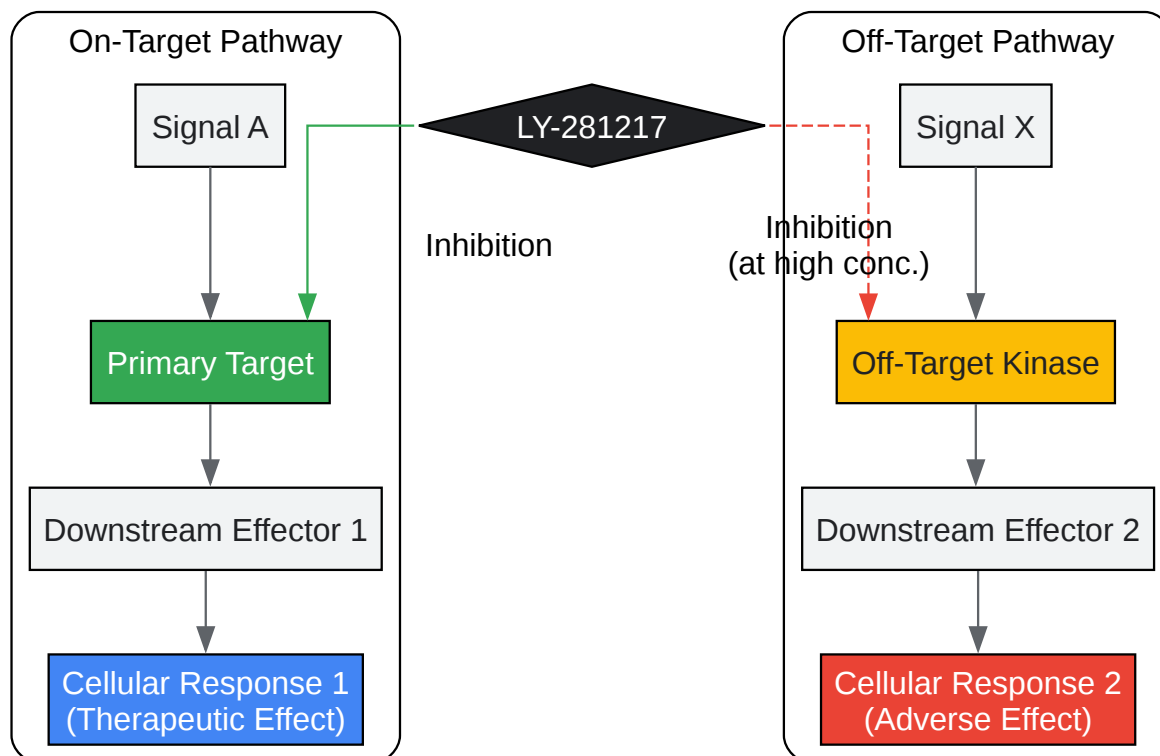 On-Target Pathway
Off-Target Pathway
Signal A
LY-281217
Signal X
Inhibition
Inhibition
(at high conc.)
Primary Target
Off-Target Kinase
Downstream Effector 1
Downstream Effector 2
Cellular Response 1
(Therapeutic Effect)
Cellular Response 2
(Adverse Effect)